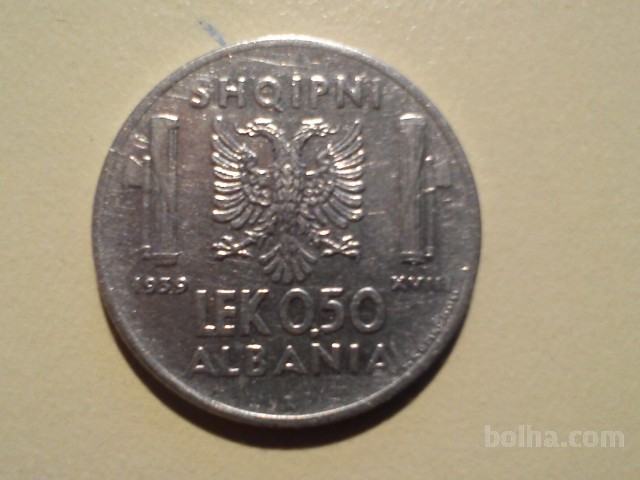 SHQIPNI
1939 XVIII
LEK 0,50
ALBANIA
bolha.com